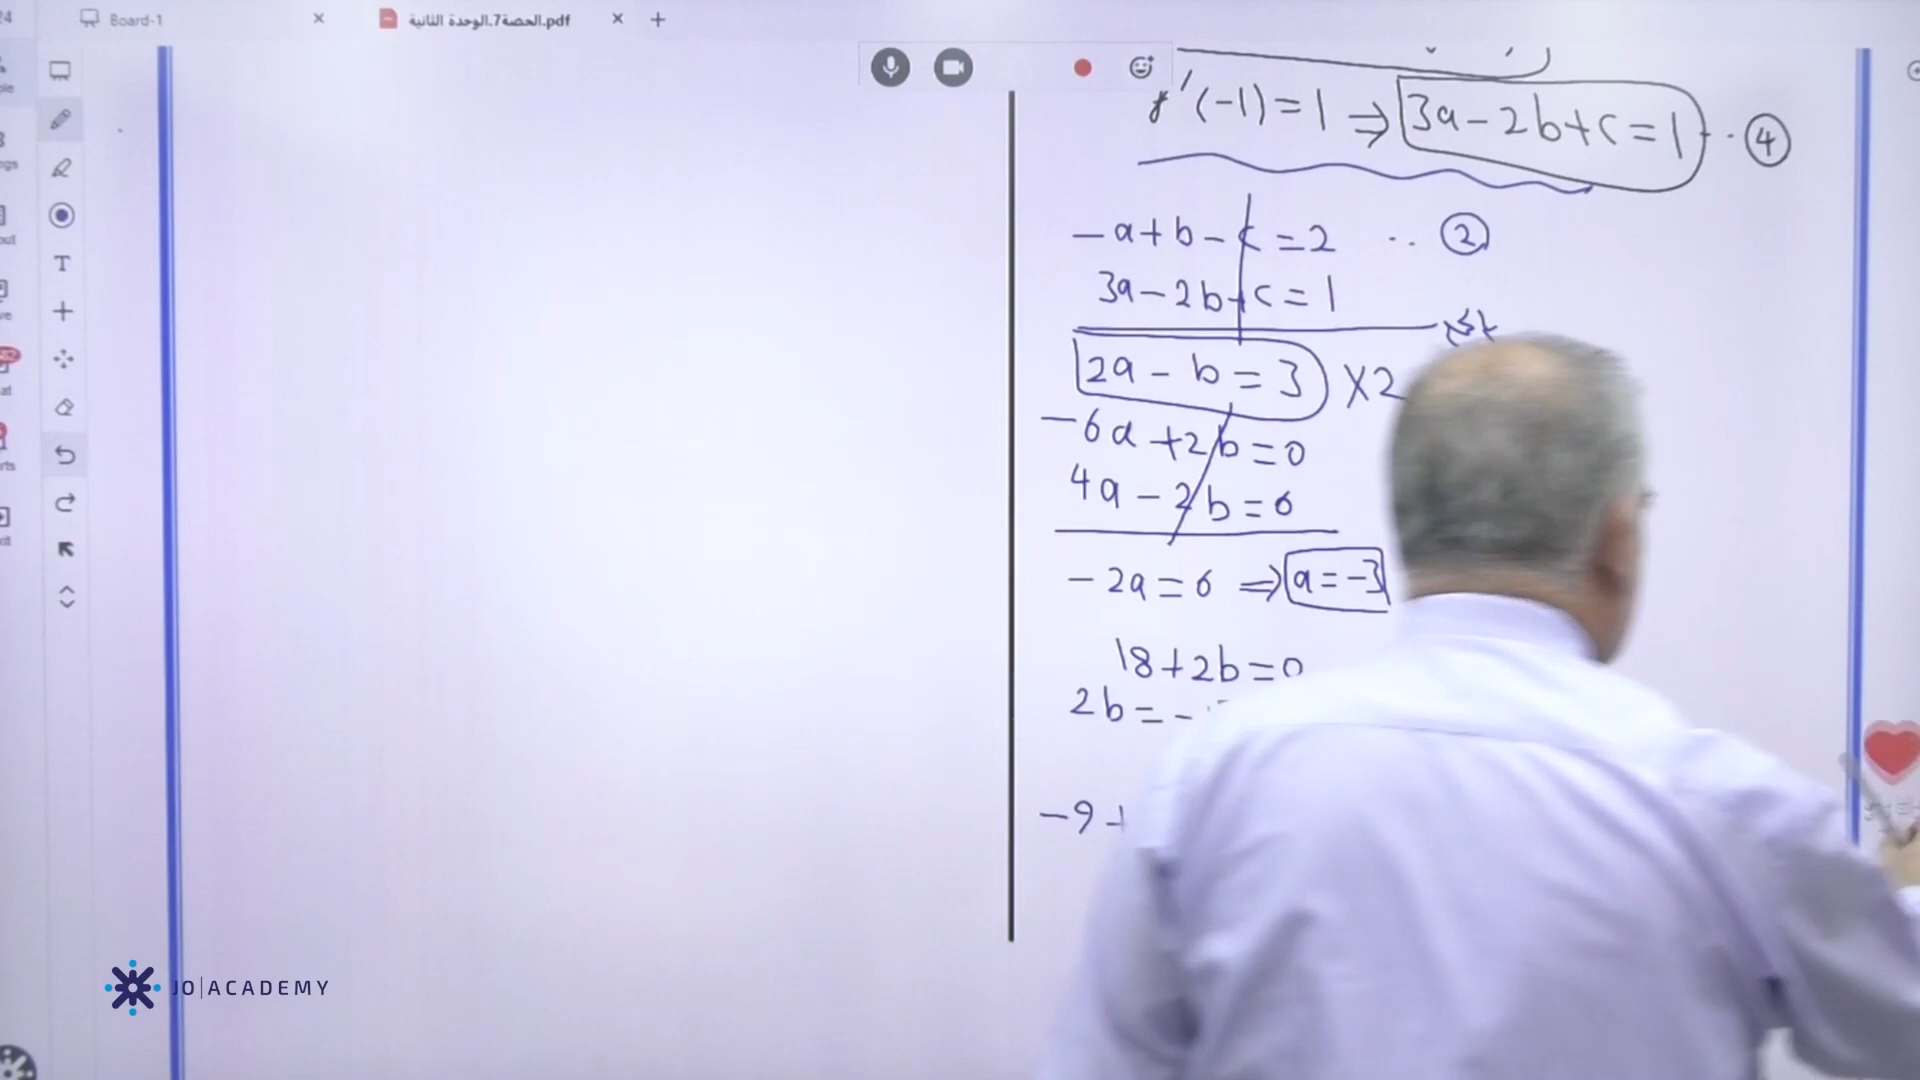 Board-1
الحصة7.الوحدة الثانية.pdf
f'(-1)=1 ⇒ 3a-2b+c=1 .. ④
-a+b-c=2 .. ②
3a-2b+c=1
2a-b=3 X2
-6a+2b=0
4a-2b=6
-2a=6 ⇒ a=-3
18+2b=0
2b=-
-9+
T
JO|ACADEMY